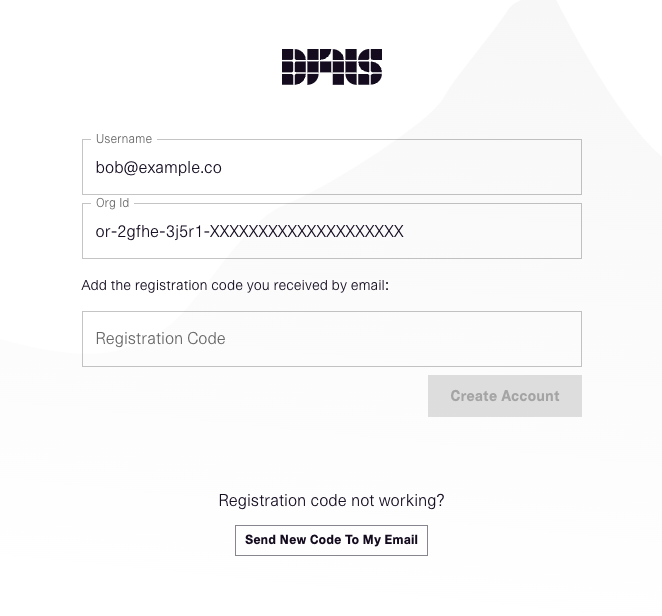 DFNS
Username
bob@example.co
Org Id
or-2gfhe-3j5r1-XXXXXXXXXXXXXXXXXXXX
Add the registration code you received by email:
Registration Code
Create Account
Registration code not working?
Send New Code To My Email